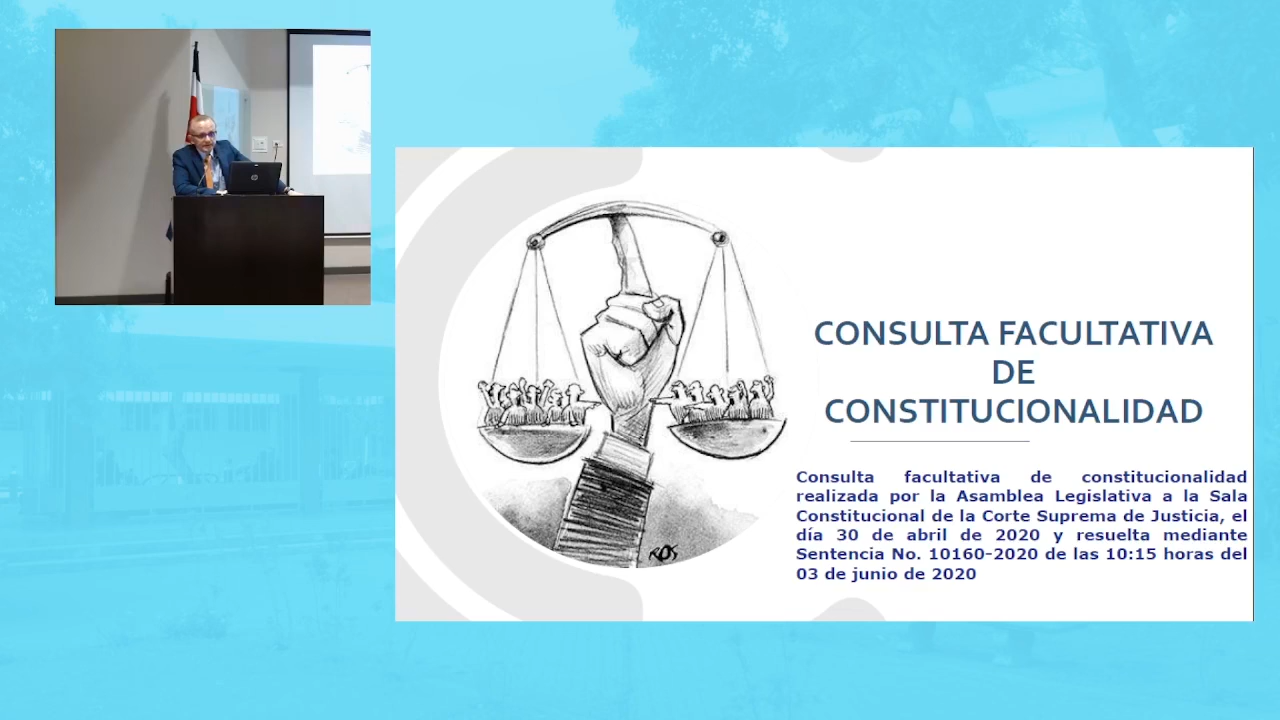 CONSULTA FACULTATIVA
DE
CONSTITUCIONALIDAD
Consulta facultativa de constitucionalidad
realizada por la Asamblea Legislativa a la Sala
Constitucional de la Corte Suprema de Justicia, el
día 30 de abril de 2020 y resuelta mediante
Sentencia No. 10160-2020 de las 10:15 horas del
03 de junio de 2020
ROS